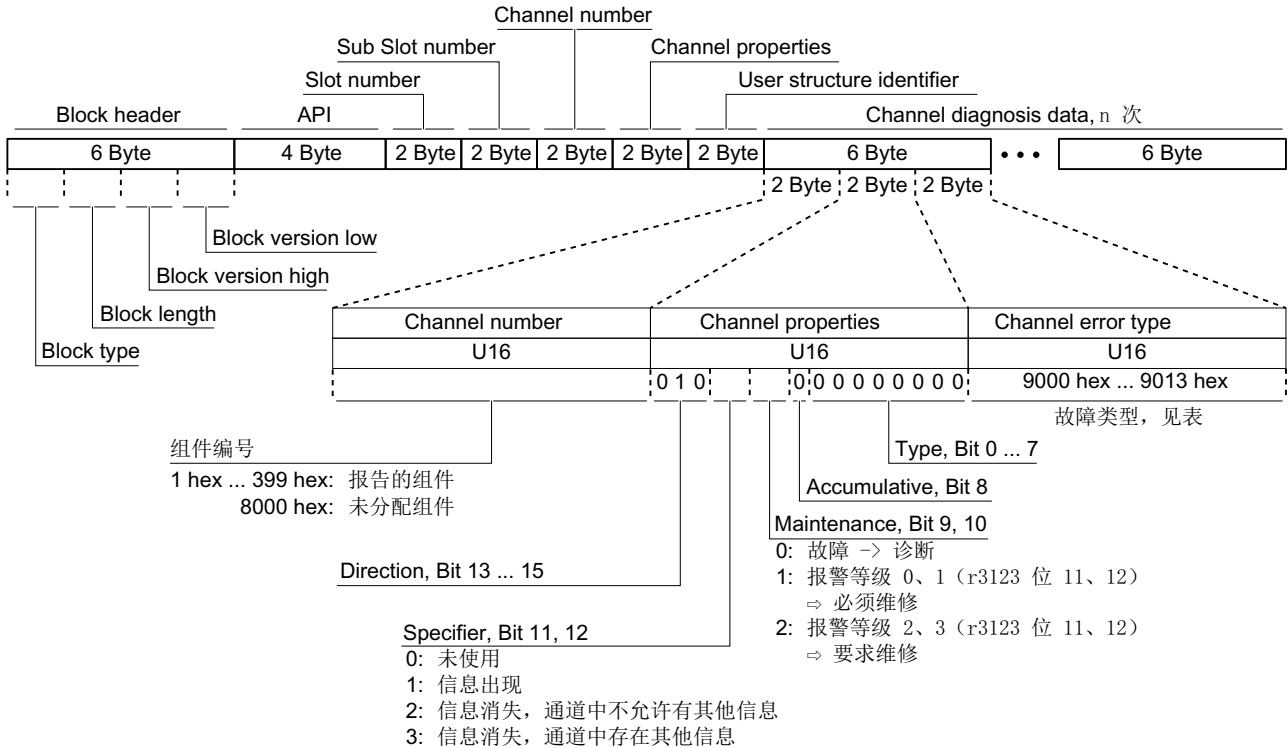 Channel number
Sub Slot number
Channel properties
Slot number
User structure identifier
Block header
API
Channel diagnosis data, n 次
6 Byte
4 Byte
2 Byte
2 Byte
2 Byte
2 Byte
2 Byte
6 Byte
• • •
6 Byte
2 Byte
2 Byte
2 Byte
Block version low
Block version high
Block length
Block type
Channel number
Channel properties
Channel error type
U16
U16
U16
0 1 0
0 0 0 0 0 0 0 0 0
9000 hex ... 9013 hex
故障类型，见表
组件编号
1 hex ... 399 hex: 报告的组件
8000 hex: 未分配组件
Type, Bit 0 ... 7
Accumulative, Bit 8
Maintenance, Bit 9, 10
0: 故障 -> 诊断
1: 报警等级 0、1（r3123 位 11、12）
⇨ 必须维修
2: 报警等级 2、3（r3123 位 11、12）
⇨ 要求维修
Direction, Bit 13 ... 15
Specifier, Bit 11, 12
0: 未使用
1: 信息出现
2: 信息消失，通道中不允许有其他信息
3: 信息消失，通道中存在其他信息